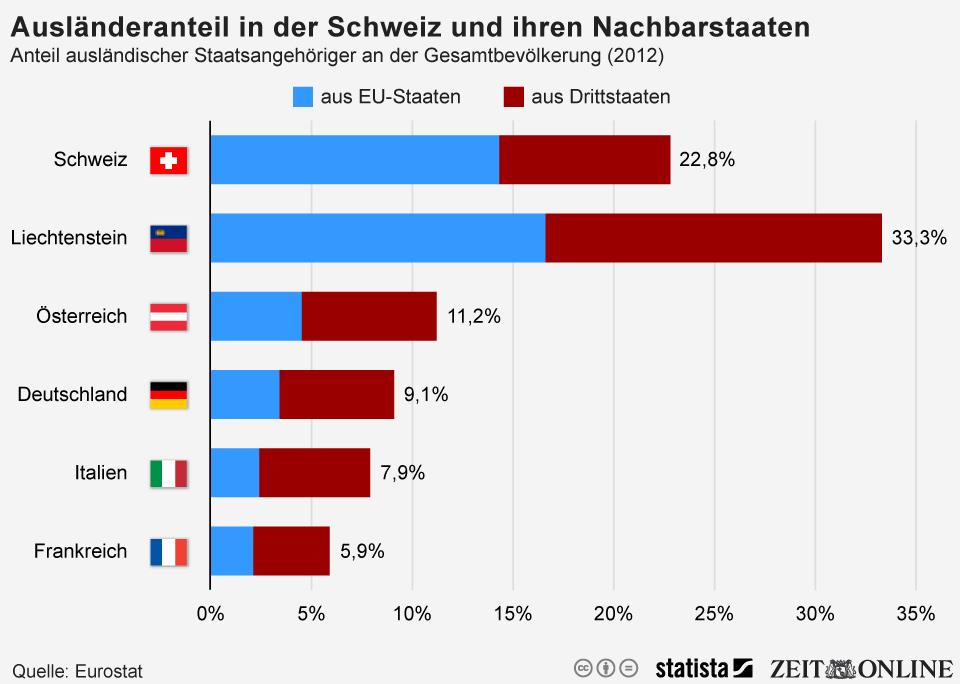 Ausländeranteil in der Schweiz und ihren Nachbarstaaten
Anteil ausländischer Staatsangehöriger an der Gesamtbevölkerung (2012)
aus EU-Staaten aus Drittstaaten
Schweiz 22,8%
Liechtenstein 33,3%
Österreich 11,2%
Deutschland 9,1%
Italien 7,9%
Frankreich 5,9%
0% 5% 10% 15% 20% 25% 30% 35%
Quelle: Eurostat cc statista ZEIT ONLINE